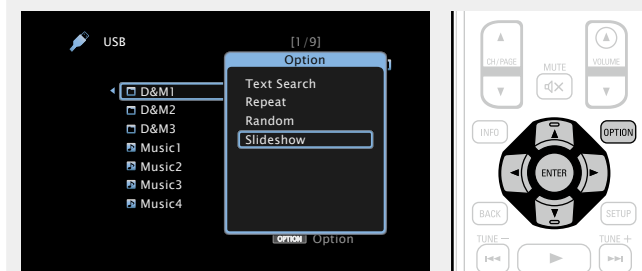 USB
[1/9]
Option
Text Search
Repeat
Random
Slideshow
D&M1
D&M2
D&M3
Music1
Music2
Music3
Music4
OPTION Option
CH/PAGE
MUTE
VOLUME
INFO
OPTION
ENTER
BACK
SETUP
TUNE −
TUNE +